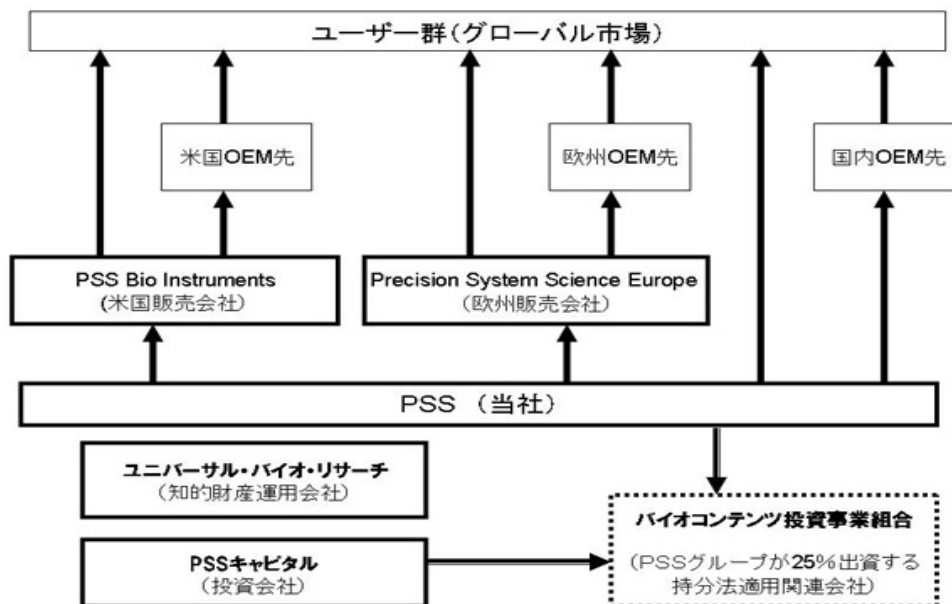 ユーザー群(グローバル市場)
米国OEM先
欧州OEM先
国内OEM先
PSS Bio Instruments
(米国販売会社)
Precision System Science Europe
(欧州販売会社)
PSS (当社)
ユニバーサル・バイオ・リサーチ
(知的財産運用会社)
PSSキャピタル
(投資会社)
バイオコンテンツ投資事業組合
(PSSグループが25%出資する
持分法適用関連会社)